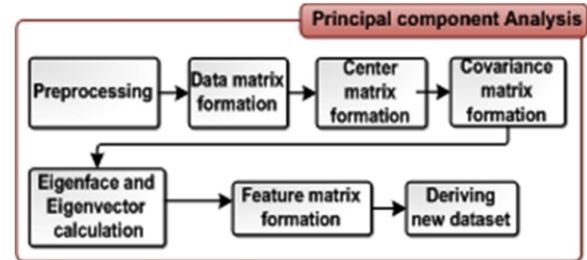 Principal component Analysis
Preprocessing
Data matrix
formation
Center
matrix
formation
Covariance
matrix
formation
Eigenface and
Eigenvector
calculation
Feature matrix
formation
Deriving
new dataset